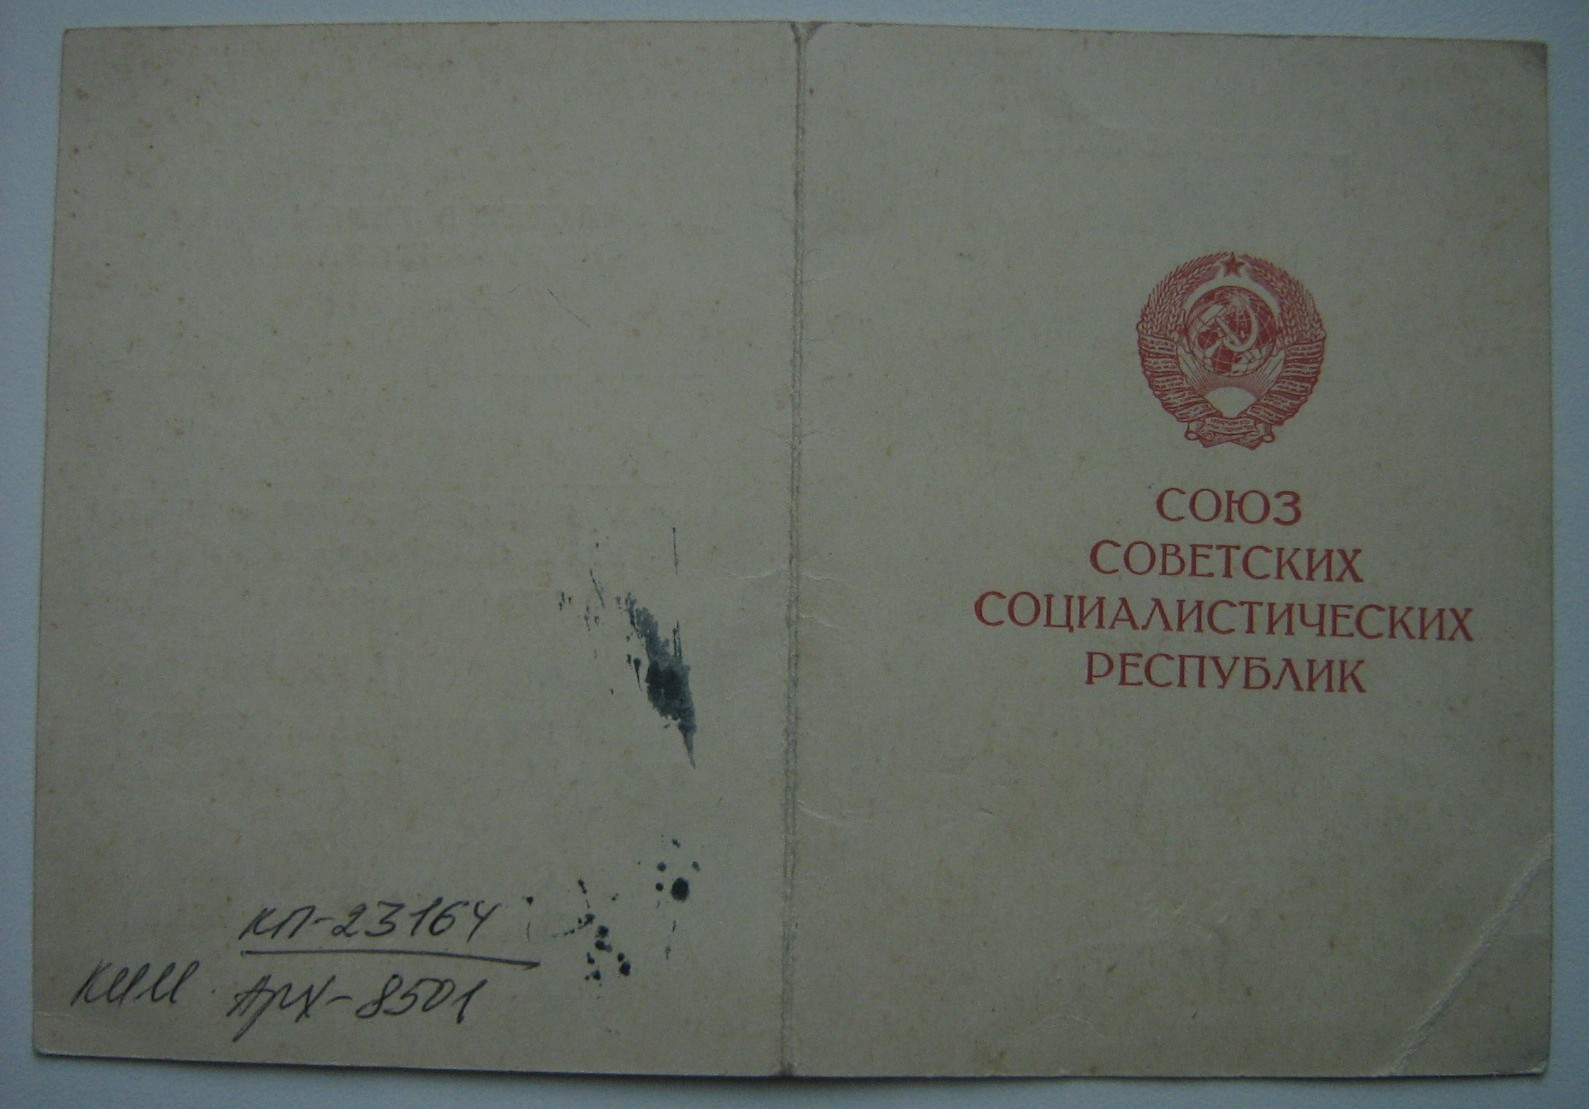 КП-23164
КММ Арх-8501
СОЮЗ
СОВЕТСКИХ
СОЦИАЛИСТИЧЕСКИХ
РЕСПУБЛИК